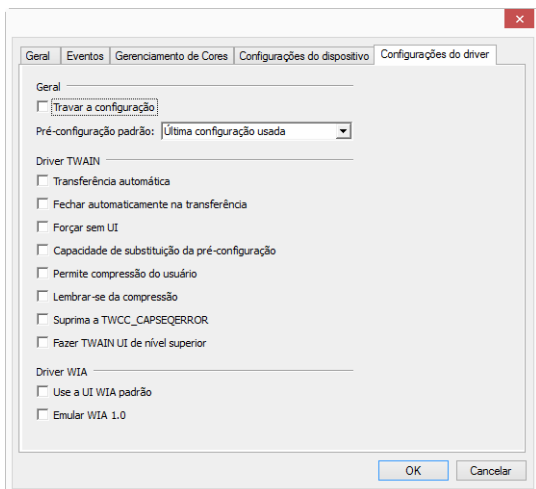 Geral Eventos Gerenciamento de Cores Configurações do dispositivo Configurações do driver
Geral
Travar a configuração
Pré-configuração padrão: Última configuração usada
Driver TWAIN
Transferência automática
Fechar automaticamente na transferência
Forçar sem UI
Capacidade de substituição da pré-configuração
Permite compressão do usuário
Lembrar-se da compressão
Suprima a TWCC_CAPSEQERROR
Fazer TWAIN UI de nível superior
Driver WIA
Use a UI WIA padrão
Emular WIA 1.0
OK Cancelar